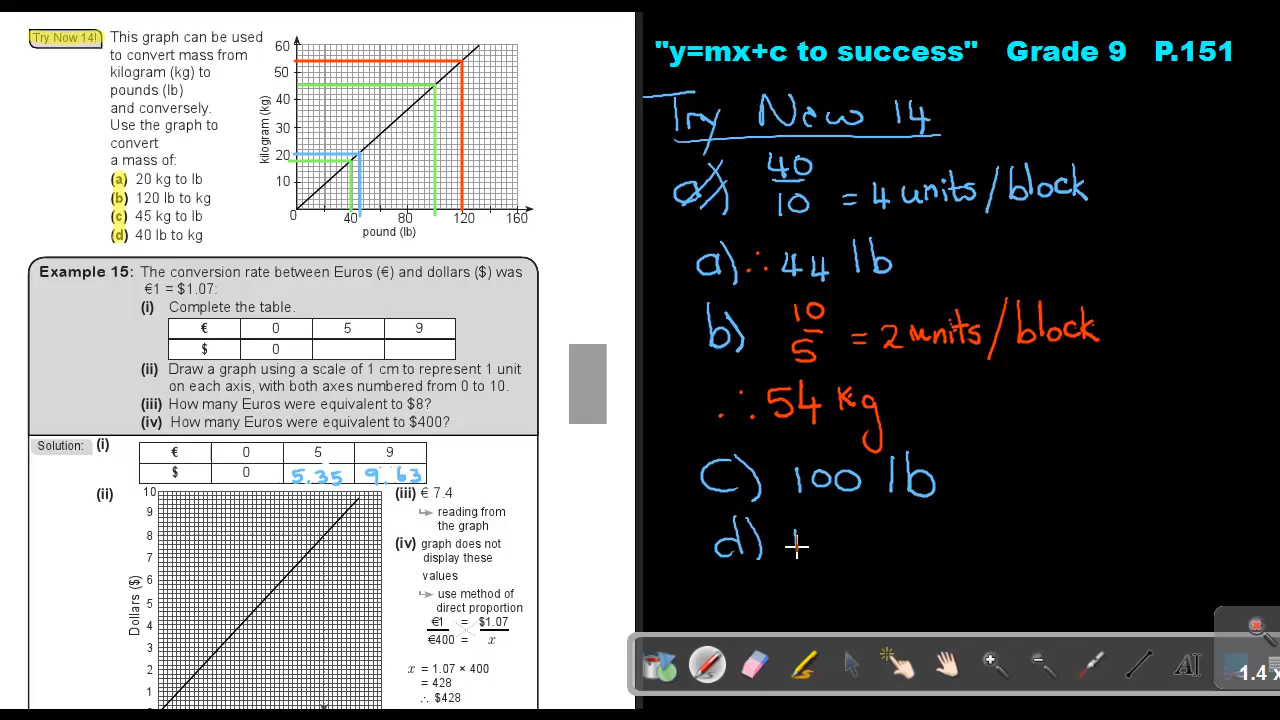 Try Now 14!
This graph can be used
to convert mass from
kilogram (kg) to
pounds (lb)
and conversely.
Use the graph to
convert
a mass of:
(a) 20 kg to lb
(b) 120 lb to kg
(c) 45 kg to lb
(d) 40 lb to kg
60
50
40
30
20
10
0 40 80 120 160
kilogram (kg)
pound (lb)
Example 15: The conversion rate between Euros (€) and dollars ($) was
€1 = $1.07:
(i) Complete the table.
€ 0 5 9
$ 0
(ii) Draw a graph using a scale of 1 cm to represent 1 unit
on each axis, with both axes numbered from 0 to 10.
(iii) How many Euros were equivalent to $8?
(iv) How many Euros were equivalent to $400?
Solution: (i)
€ 0 5 9
$ 0 5.35 9.63
(ii)
10
9
8
7
6
5
4
3
2
1
Dollars ($)
(iii) € 7.4
reading from
the graph
(iv) graph does not
display these
values
use method of
direct proportion
€1 = $1.07
€400 = x
x = 1.07 × 400
= 428
∴ $428
"y=mx+c to success" Grade 9 P.151
Try Now 14
a) 40
10 = 4 units/block
a) ∴ 44 lb
b) 10
5 = 2 units/block
∴ 54 kg
c) 100 lb
d)
AI
1.4 x